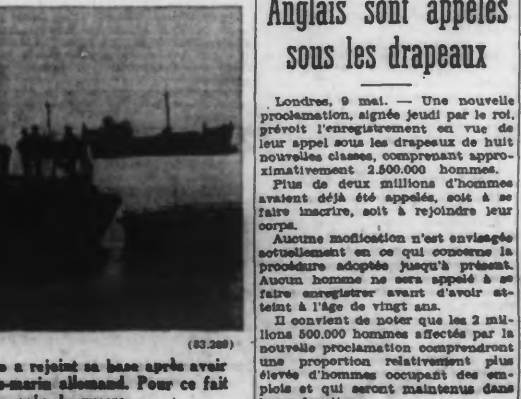 (53.289)
a rejoint sa base après avoir
-marin allemand. Pour ce fait
Anglais sont appelés
sous les drapeaux
Londres, 9 mai. — Une nouvelle
proclamation, signée jeudi par le roi,
prévoit l'enregistrement en vue de
leur appel sous les drapeaux de huit
nouvelles classes, comprenant appro-
ximativement 2.500.000 hommes.
Plus de deux millions d'hommes
avaient déjà été appelés, soit à se
faire inscrire, soit à rejoindre leur
corps.
Aucune modification n'est envisagée
actuellement en ce qui concerne la
procédure adoptée jusqu'à présent.
Aucun homme ne sera appelé à se
faire enregistrer avant d'avoir at-
teint à l'âge de vingt ans.
Il convient de noter que les 2 mil-
lions 500.000 hommes affectés par la
nouvelle proclamation comprendront
une proportion relativement plus
élevée d'hommes occupant des em-
plois et qui seront maintenus dans